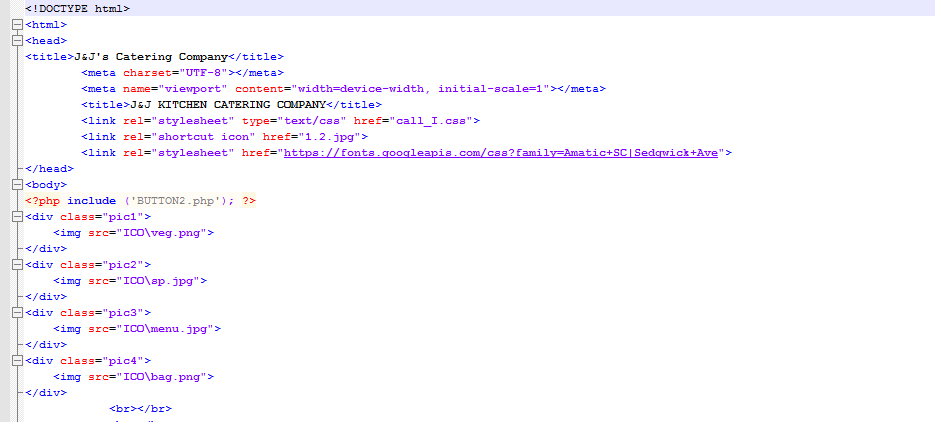 <!DOCTYPE html>
<html>
<head>
<title>J&J's Catering Company</title>
<meta charset="UTF-8"></meta>
<meta name="viewport" content="width=device-width, initial-scale=1"></meta>
<title>J&J KITCHEN CATERING COMPANY</title>
<link rel="stylesheet" type="text/css" href="call_I.css">
<link rel="shortcut icon" href="1.2.jpg">
<link rel="stylesheet" href="https://fonts.googleapis.com/css?family=Amatic+SC|Sedgwick+Ave">
</head>
<body>
<?php include ('BUTTON2.php'); ?>
<div class="pic1">
<img src="ICO\veg.png">
</div>
<div class="pic2">
<img src="ICO\sp.jpg">
</div>
<div class="pic3">
<img src="ICO\menu.jpg">
</div>
<div class="pic4">
<img src="ICO\bag.png">
</div>
<br></br>